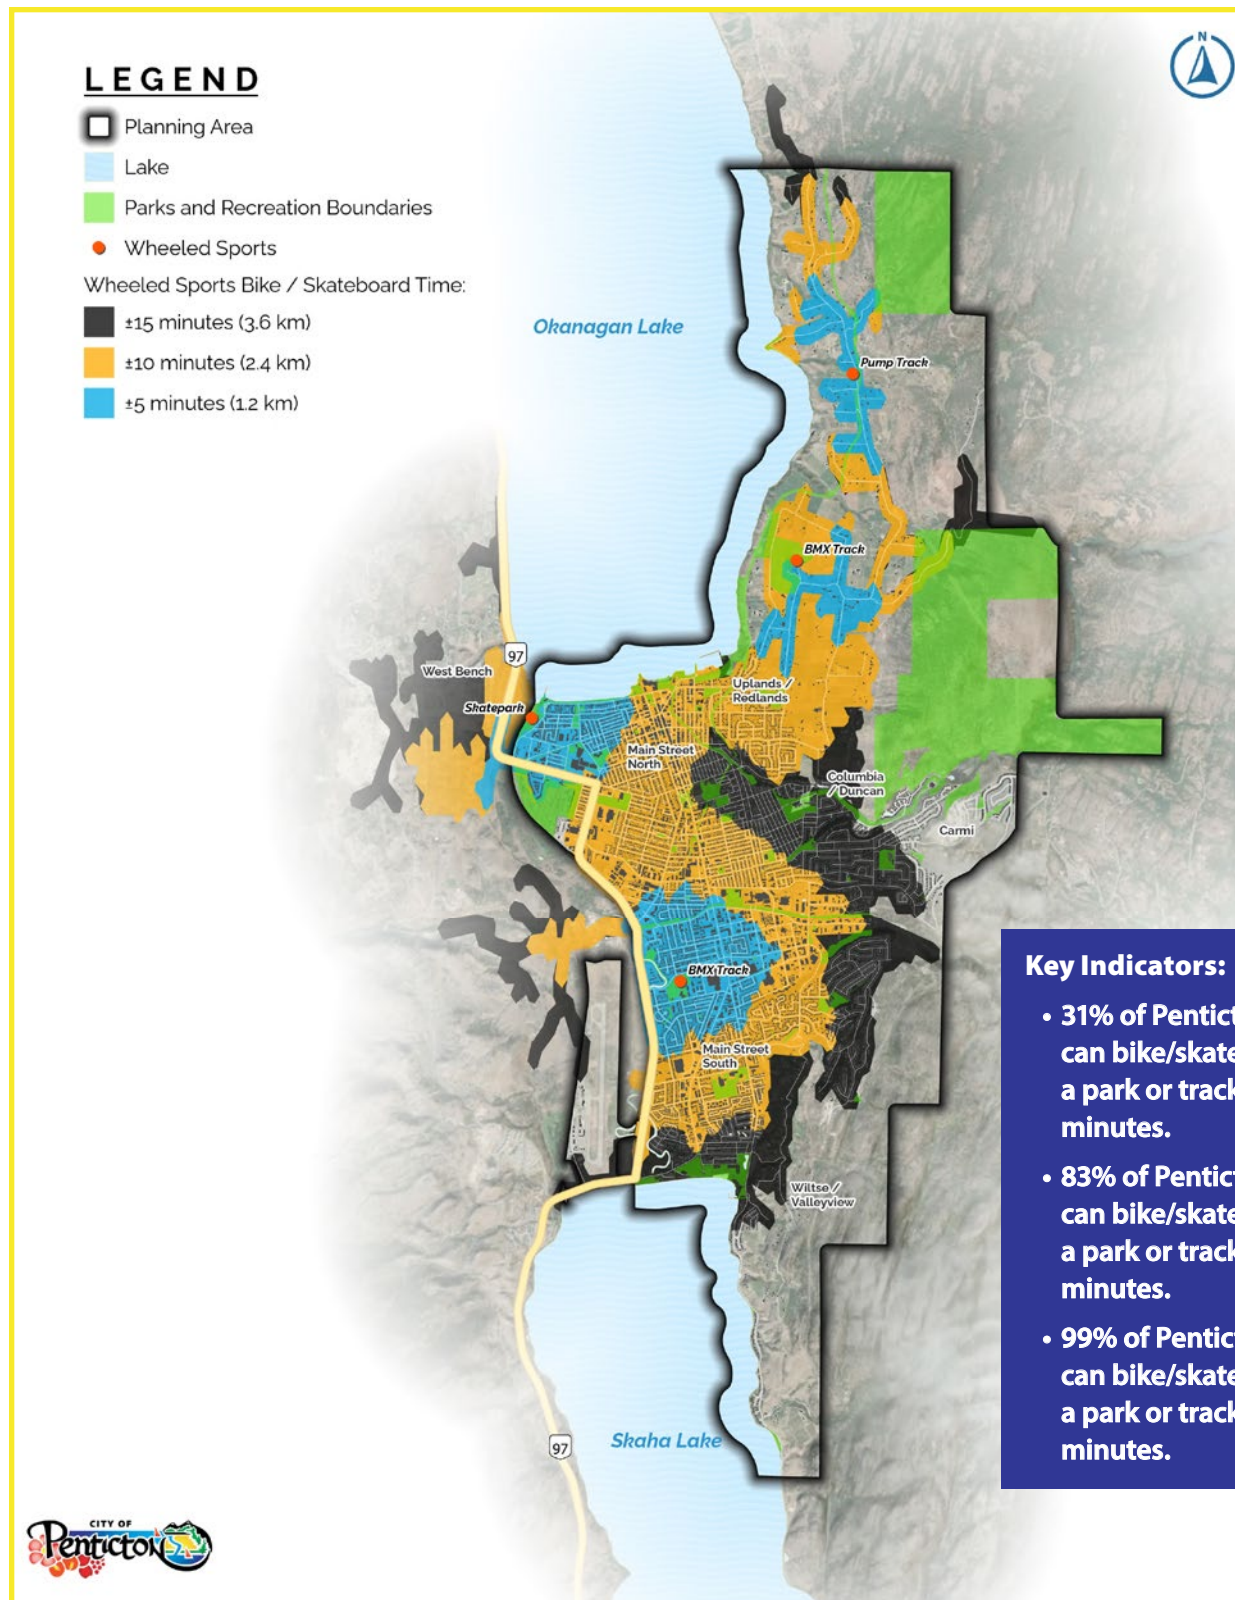 LEGEND
Planning Area
Lake
Parks and Recreation Boundaries
Wheeled Sports
Wheeled Sports Bike / Skateboard Time:
±15 minutes (3.6 km)
±10 minutes (2.4 km)
±5 minutes (1.2 km)
N
Okanagan Lake
Pump Track
BMX Track
97
West Bench
Skatepark
Uplands /
Redlands
Main Street
North
Columbia
/ Duncan
Carmi
BMX Track
Main Street
South
Wiltse /
Valleyview
97
Skaha Lake
Key Indicators:
• 31% of Pentict
can bike/skate
a park or track
minutes.
• 83% of Pentict
can bike/skate
a park or track
minutes.
• 99% of Pentict
can bike/skate
a park or track
minutes.
CITY OF
Penticton